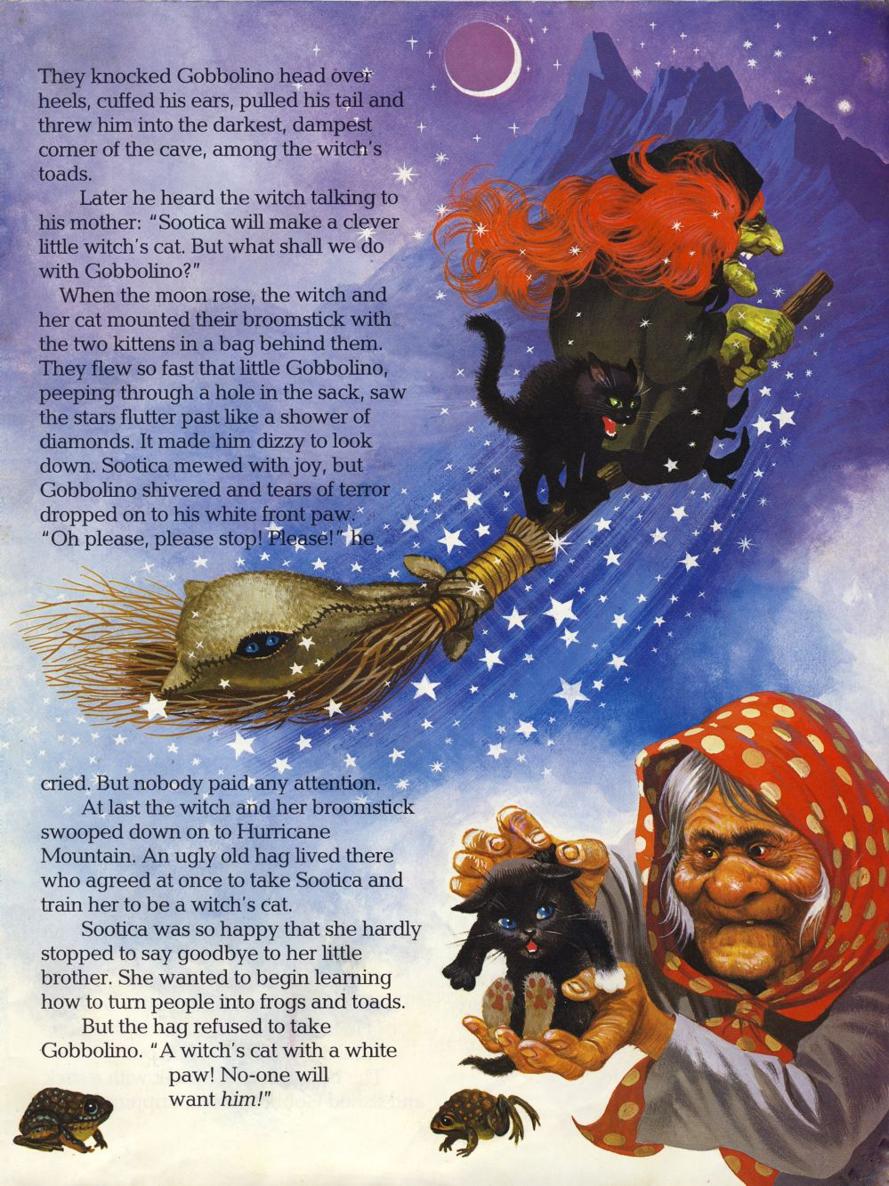 They knocked Gobbolino head over
heels, cuffed his ears, pulled his tail and
threw him into the darkest, dampest
corner of the cave, among the witch's
toads.
Later he heard the witch talking to
his mother: “Sootica will make a clever
little witch's cat. But what shall we do
with Gobbolino?”
When the moon rose, the witch and
her cat mounted their broomstick with
the two kittens in a bag behind them.
They flew so fast that little Gobbolino,
peeping through a hole in the sack, saw
the stars flutter past like a shower of
diamonds. It made him dizzy to look
down. Sootica mewed with joy, but
Gobbolino shivered and tears of terror
dropped on to his white front paw.
“Oh please, please stop! Please!” he
cried. But nobody paid any attention.
At last the witch and her broomstick
swooped down on to Hurricane
Mountain. An ugly old hag lived there
who agreed at once to take Sootica and
train her to be a witch's cat.
Sootica was so happy that she hardly
stopped to say goodbye to her little
brother. She wanted to begin learning
how to turn people into frogs and toads.
But the hag refused to take
Gobbolino. “A witch's cat with a white
paw! No-one will
want him!”